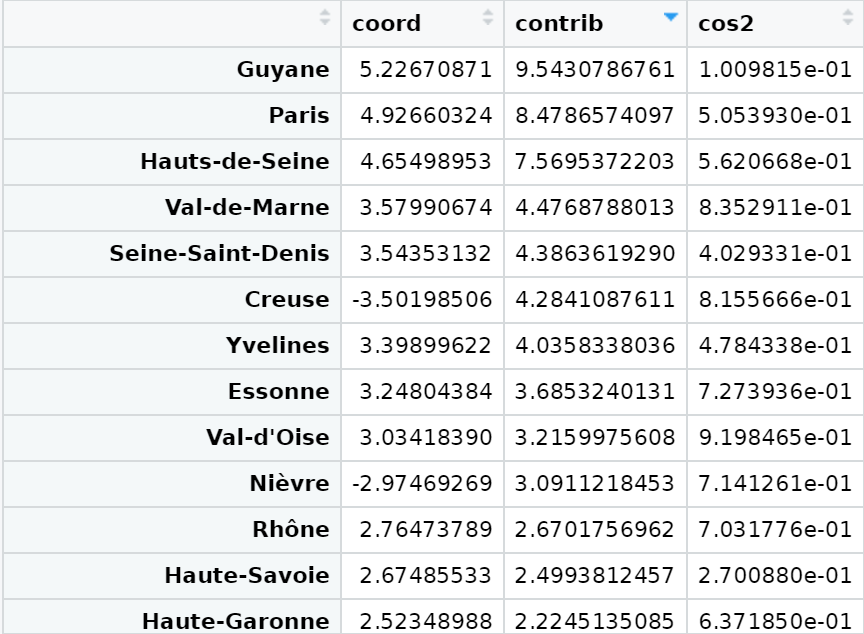 coord contrib cos2
Guyane 5.22670871 9.5430786761 1.009815e-01
Paris 4.92660324 8.4786574097 5.053930e-01
Hauts-de-Seine 4.65498953 7.5695372203 5.620668e-01
Val-de-Marne 3.57990674 4.4768788013 8.352911e-01
Seine-Saint-Denis 3.54353132 4.3863619290 4.029331e-01
Creuse -3.50198506 4.2841087611 8.155666e-01
Yvelines 3.39899622 4.0358338036 4.784338e-01
Essonne 3.24804384 3.6853240131 7.273936e-01
Val-d'Oise 3.03418390 3.2159975608 9.198465e-01
Nièvre -2.97469269 3.0911218453 7.141261e-01
Rhône 2.76473789 2.6701756962 7.031776e-01
Haute-Savoie 2.67485533 2.4993812457 2.700880e-01
Haute-Garonne 2.52348988 2.2245135085 6.371850e-01